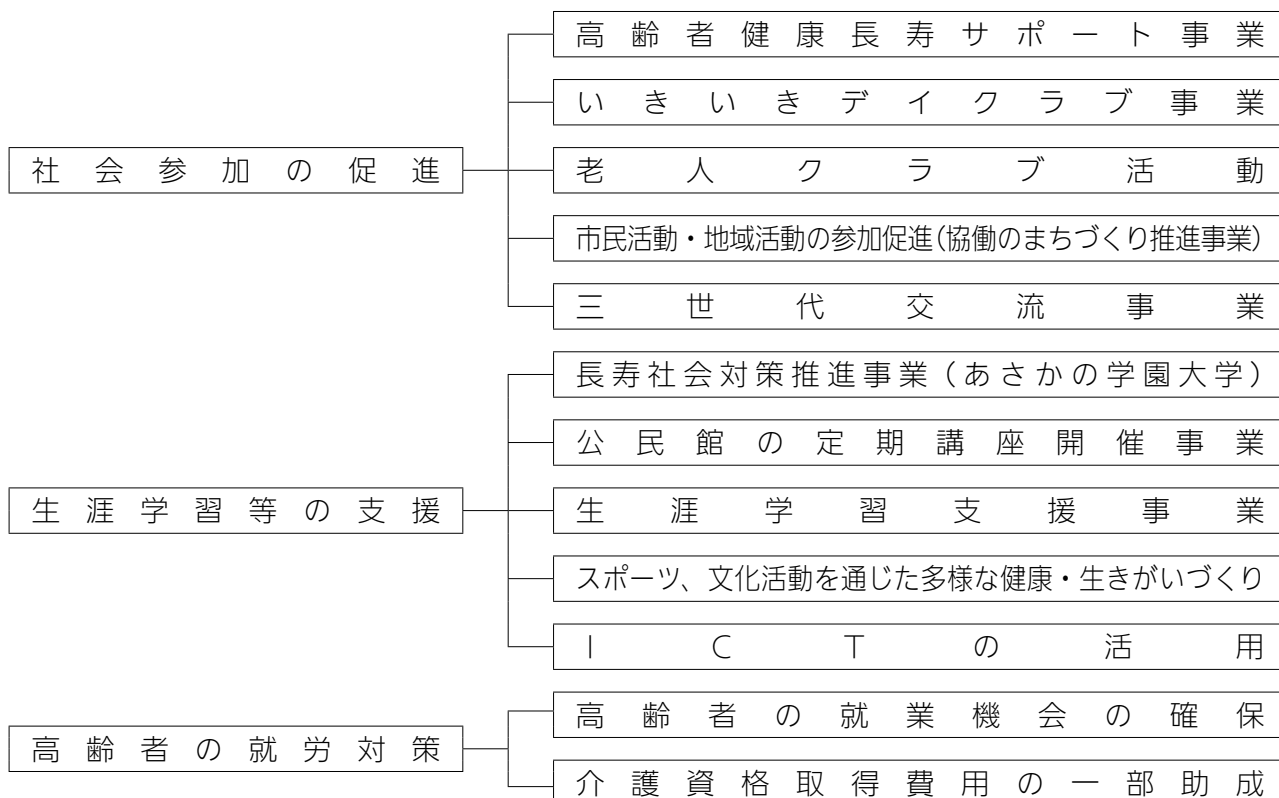 社会参加の促進
高齢者健康長寿サポート事業
いきいきデイクラブ事業
老人クラブ活動
市民活動・地域活動の参加促進(協働のまちづくり推進事業)
三世代交流事業
生涯学習等の支援
長寿社会対策推進事業(あさかの学園大学)
公民館の定期講座開催事業
生涯学習支援事業
スポーツ、文化活動を通じた多様な健康・生きがいづくり
ICTの活用
高齢者の就労対策
高齢者の就業機会の確保
介護資格取得費用の一部助成